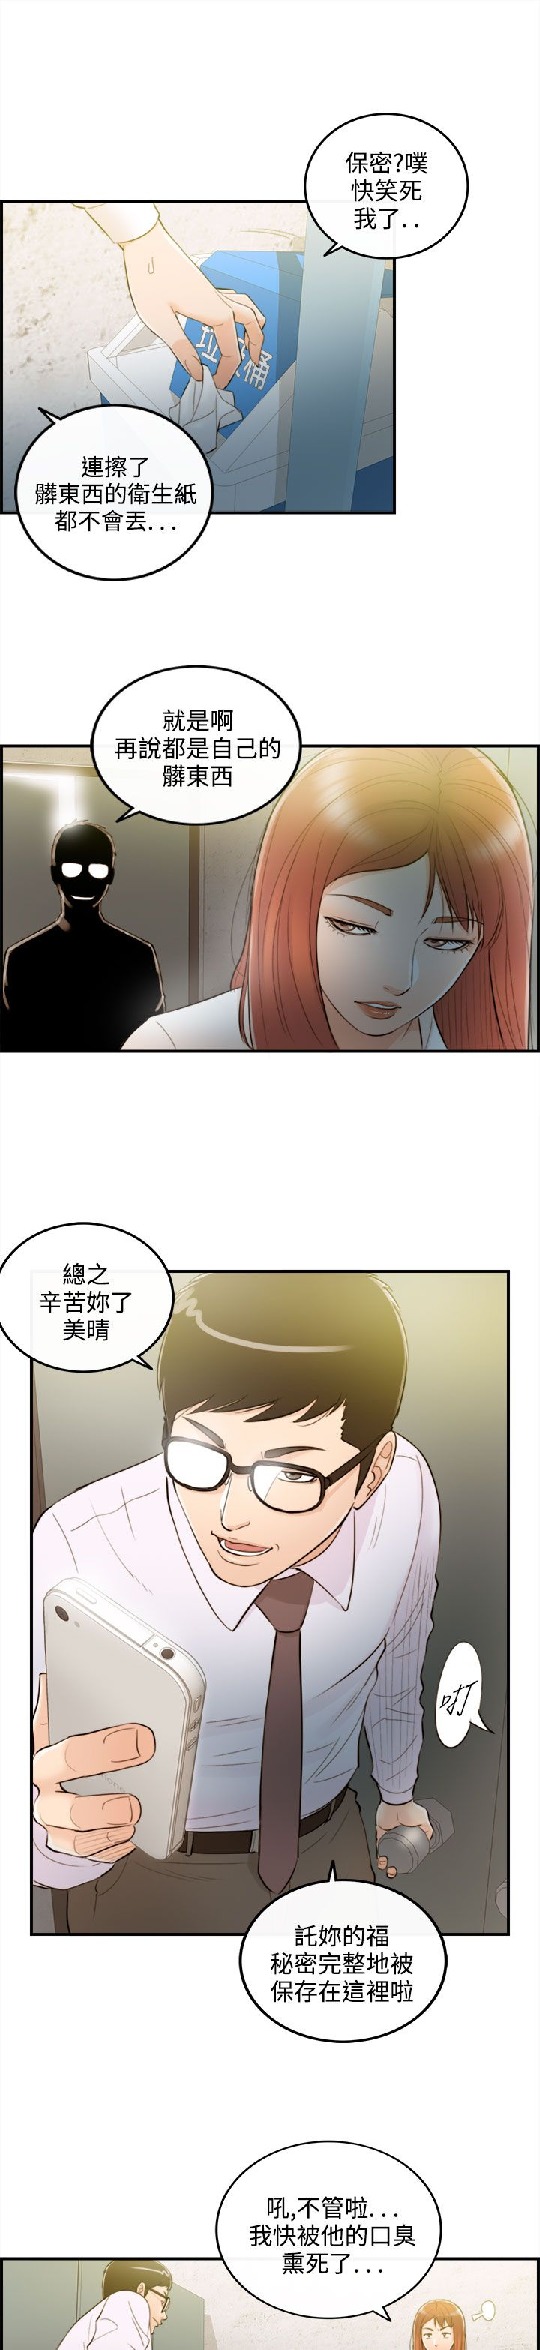 保密?噗
快笑死
我了..
垃圾桶
連擦了
髒東西的衛生紙
都不會丟...
就是啊
再說都是自己的
髒東西
總之
辛苦妳了
美晴
叮
託妳的福
秘密完整地被
保存在這裡啦
吼,不管啦...
我快被他的口臭
熏死了...